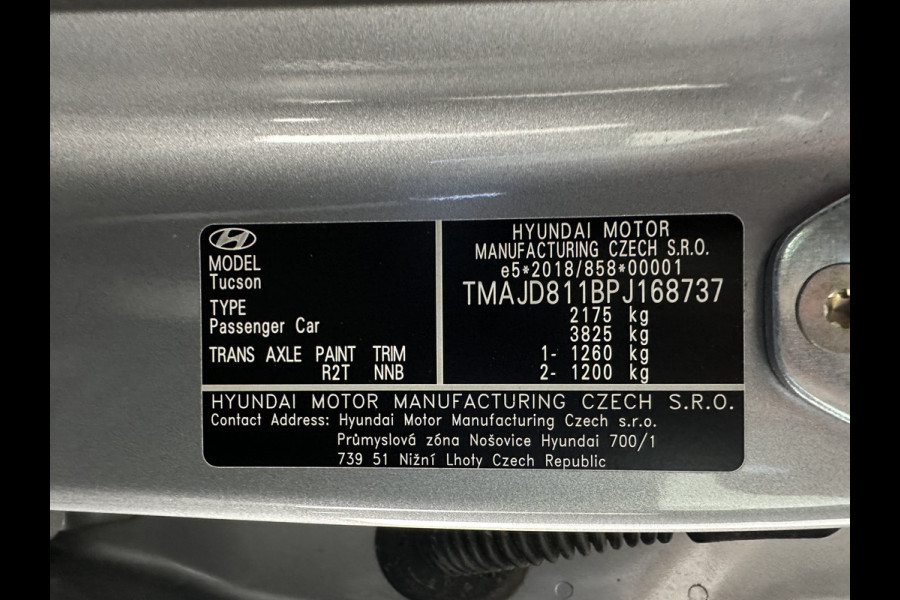 MODEL
Tucson
TYPE
Passenger Car
TRANS AXLE PAINT TRIM
R2T NNB
HYUNDAI MOTOR
MANUFACTURING CZECH S.R.O.
e5*2018/858*00001
TMAJD811BPJ168737
2175 kg
3825 kg
1- 1260 kg
2- 1200 kg
HYUNDAI MOTOR MANUFACTURING CZECH S.R.O.
Contact Address: Hyundai Motor Manufacturing Czech s.r.o.
Průmyslová zóna Nošovice Hyundai 700/1
739 51 Nižní Lhoty Czech Republic